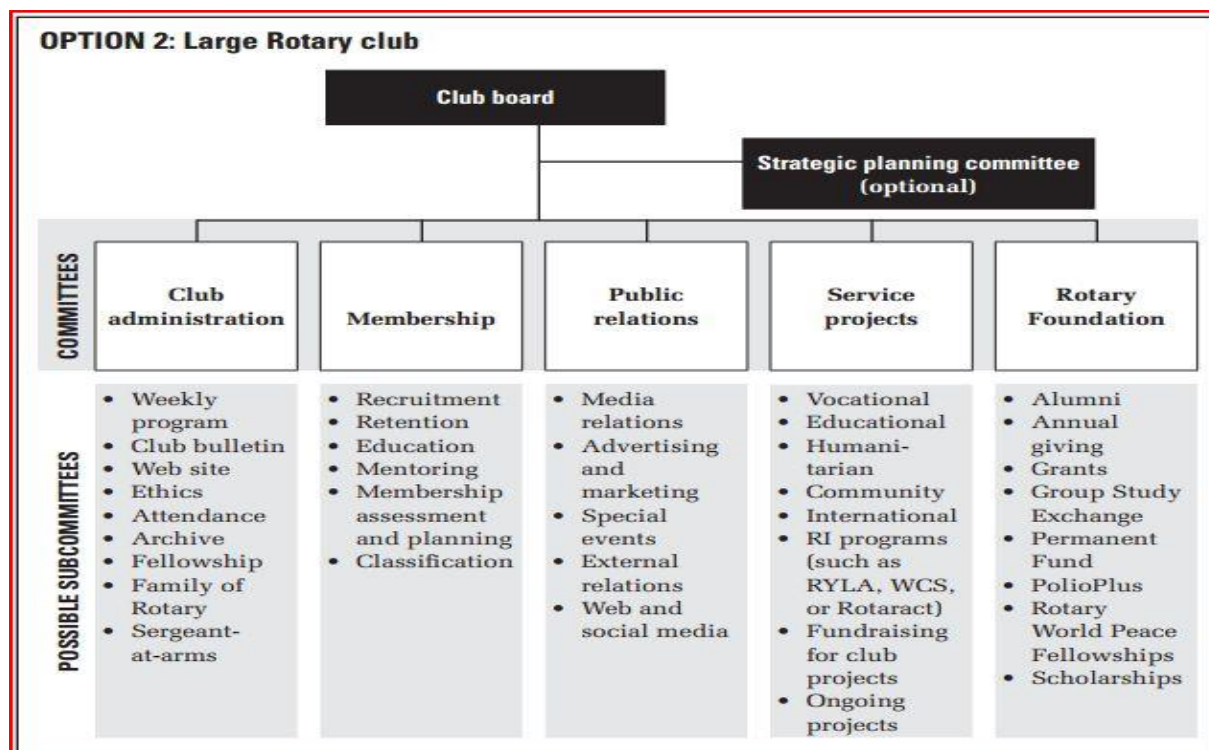 OPTION 2: Large Rotary club
Club board
Strategic planning committee
(optional)
COMMITTEES
Club
administration
Membership
Public
relations
Service
projects
Rotary
Foundation
POSSIBLE SUBCOMMITTEES
• Weekly
program
• Club bulletin
• Web site
• Ethics
• Attendance
• Archive
• Fellowship
• Family of
Rotary
• Sergeant-
at-arms
• Recruitment
• Retention
• Education
• Mentoring
• Membership
assessment
and planning
• Classification
• Media
relations
• Advertising
and
marketing
• Special
events
• External
relations
• Web and
social media
• Vocational
• Educational
• Humani-
tarian
• Community
• International
• RI programs
(such as
RYLA, WCS,
or Rotaract)
• Fundraising
for club
projects
• Ongoing
projects
• Alumni
• Annual
giving
• Grants
• Group Study
Exchange
• Permanent
Fund
• PolioPlus
• Rotary
World Peace
Fellowships
• Scholarships